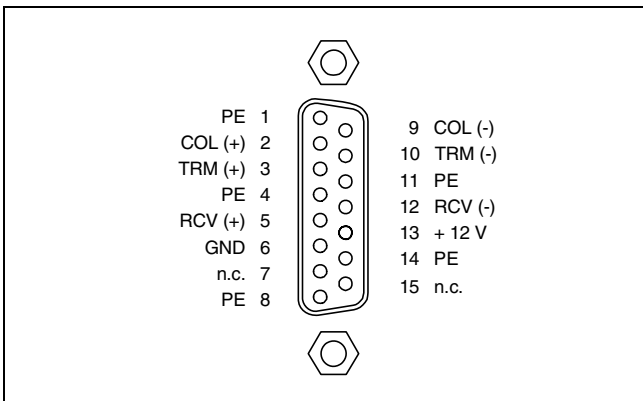 PE 1
COL (+) 2
TRM (+) 3
PE 4
RCV (+) 5
GND 6
n.c. 7
PE 8
9 COL (-)
10 TRM (-)
11 PE
12 RCV (-)
13 + 12 V
14 PE
15 n.c.